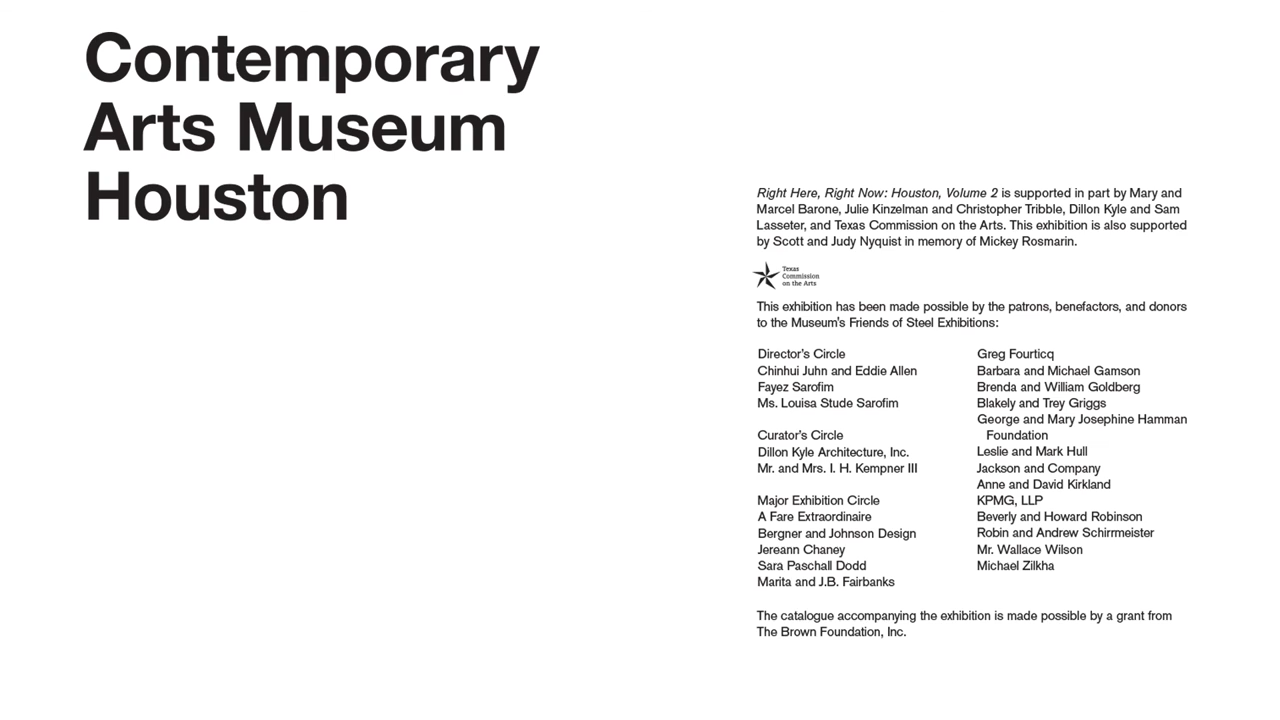 Contemporary
Arts Museum
Houston
Right Here, Right Now: Houston, Volume 2 is supported in part by Mary and
Marcel Barone, Julie Kinzelman and Christopher Tribble, Dillon Kyle and Sam
Lasseter, and Texas Commission on the Arts. This exhibition is also supported
by Scott and Judy Nyquist in memory of Mickey Rosmarin.
Texas
Commission
on the Arts
This exhibition has been made possible by the patrons, benefactors, and donors
to the Museum's Friends of Steel Exhibitions:
Director's Circle
Chinhui Juhn and Eddie Allen
Fayez Sarofim
Ms. Louisa Stude Sarofim
Curator's Circle
Dillon Kyle Architecture, Inc.
Mr. and Mrs. I. H. Kempner III
Major Exhibition Circle
A Fare Extraordinaire
Bergner and Johnson Design
Jereann Chaney
Sara Paschall Dodd
Marita and J.B. Fairbanks
Greg Fourticq
Barbara and Michael Gamson
Brenda and William Goldberg
Blakely and Trey Griggs
George and Mary Josephine Hamman
Foundation
Leslie and Mark Hull
Jackson and Company
Anne and David Kirkland
KPMG, LLP
Beverly and Howard Robinson
Robin and Andrew Schirrmeister
Mr. Wallace Wilson
Michael Zilkha
The catalogue accompanying the exhibition is made possible by a grant from
The Brown Foundation, Inc.